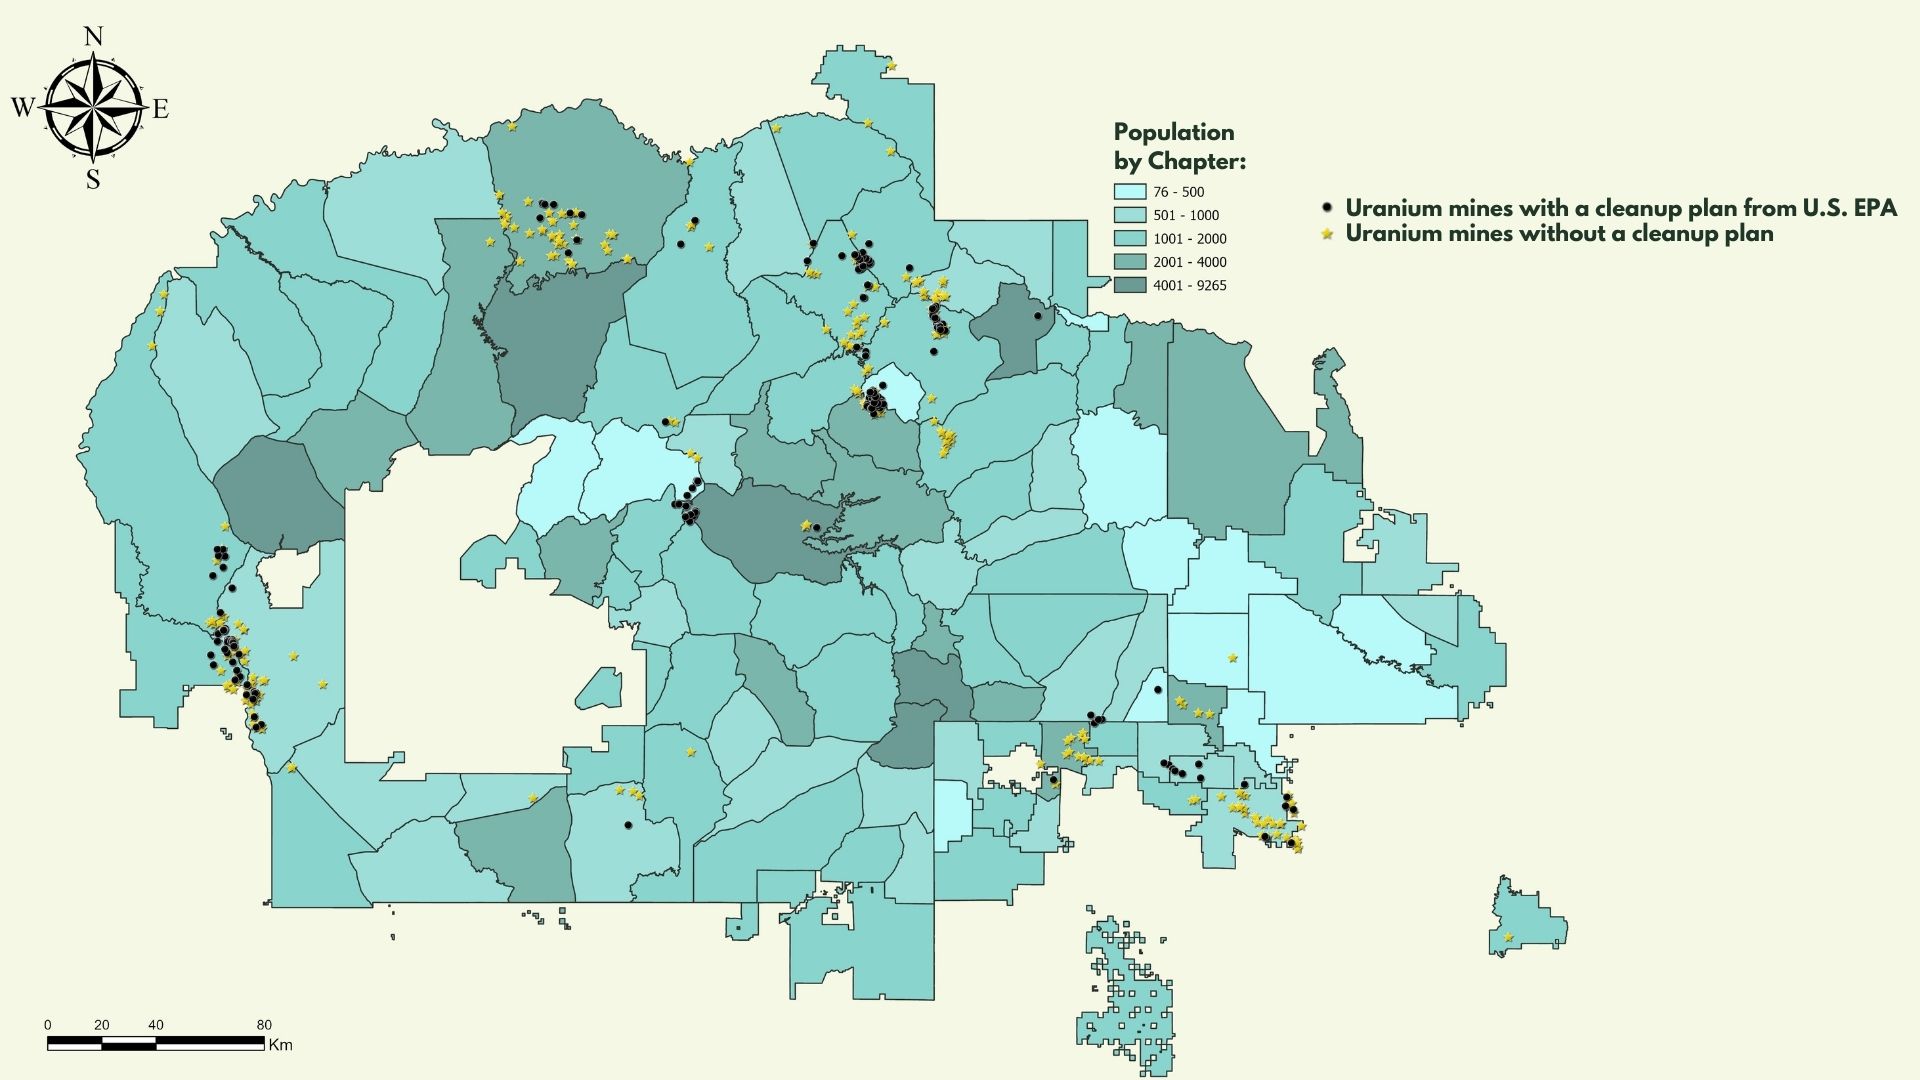 N
W
E
S
Population
by Chapter:
76 - 500
501 - 1000
1001 - 2000
2001 - 4000
4001 - 9265
Uranium mines with a cleanup plan from U.S. EPA
Uranium mines without a cleanup plan
0 20 40 80
Km